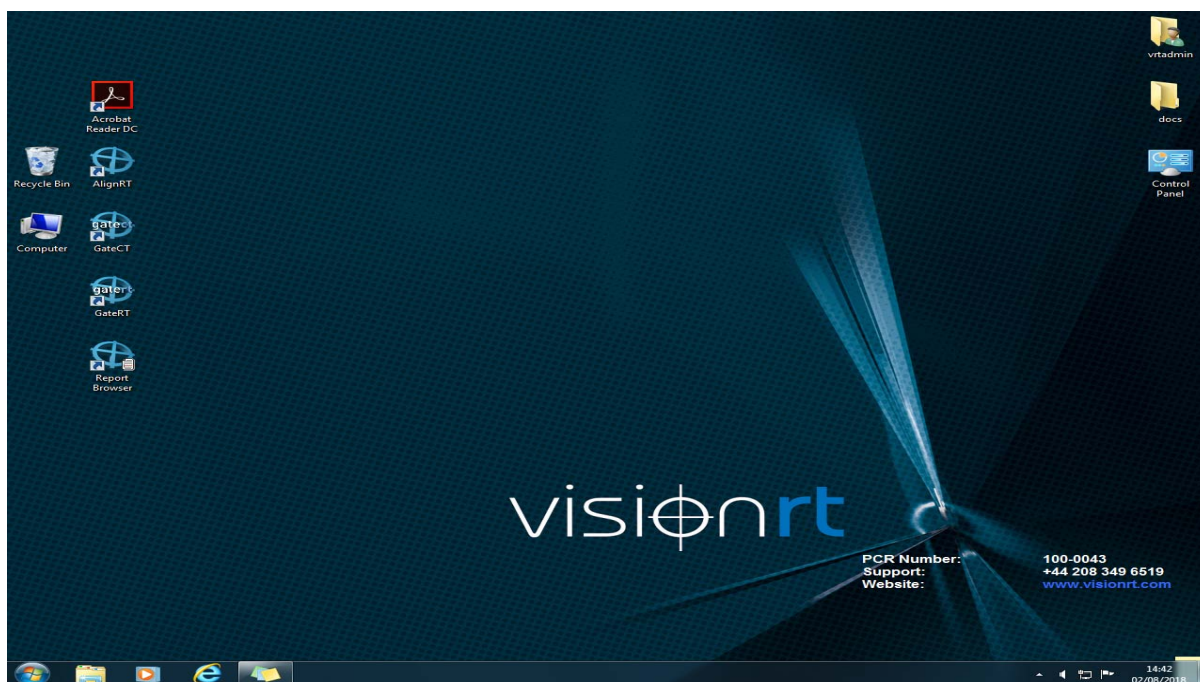 vrtadmin
Acrobat
Reader DC
docs
Recycle Bin
AlignRT
Control
Panel
gatect
Computer
GateCT
gatert
GateRT
Report
Browser
visionrt
PCR Number: 100-0043
Support: +44 208 349 6519
Website: www.visionrt.com
14:42
02/08/2018